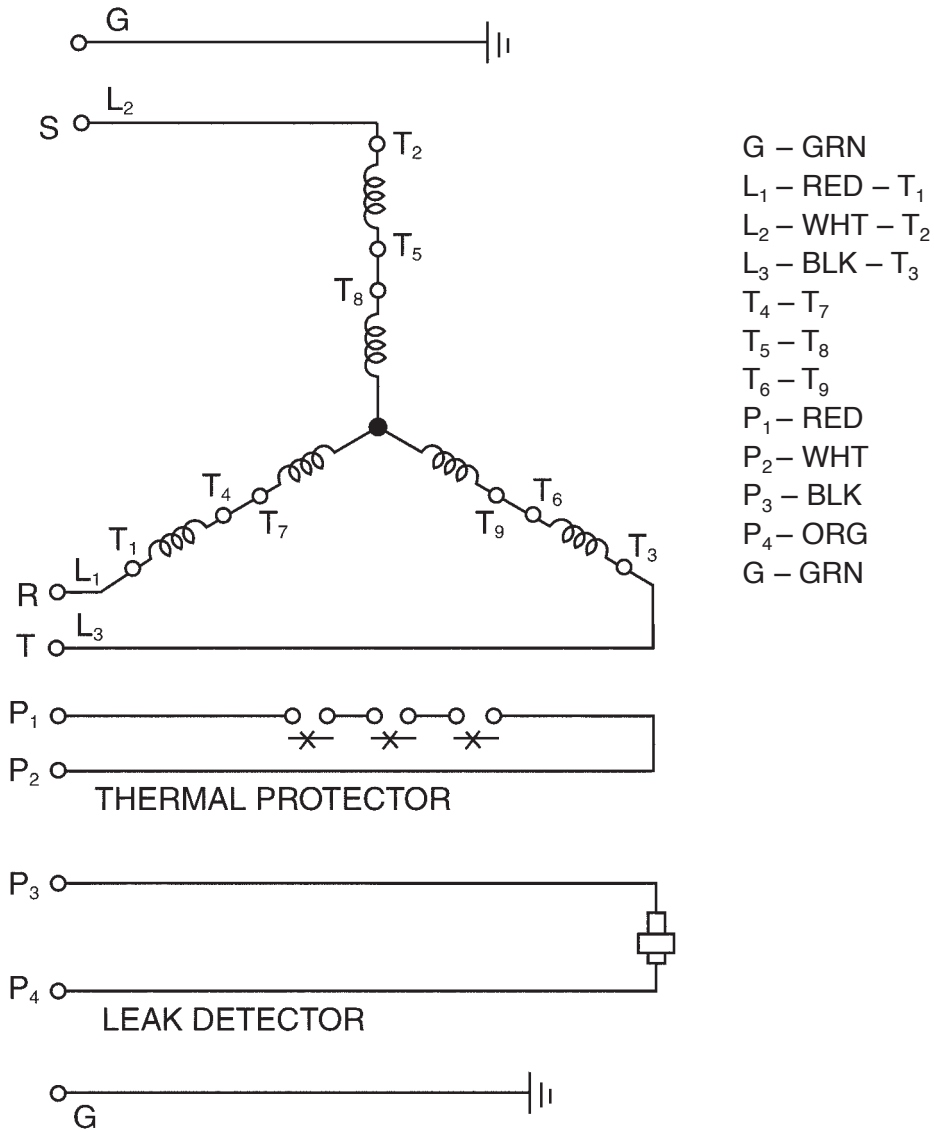 G
L₂
S
T₂
T₅
T₈
T₄
T₇
T₁
T₆
T₉
T₃
L₁
R
L₃
T
P₁
P₂
THERMAL PROTECTOR
P₃
P₄
LEAK DETECTOR
G
G – GRN
L₁ – RED – T₁
L₂ – WHT – T₂
L₃ – BLK – T₃
T₄ – T₇
T₅ – T₈
T₆ – T₉
P₁ – RED
P₂ – WHT
P₃ – BLK
P₄ – ORG
G – GRN